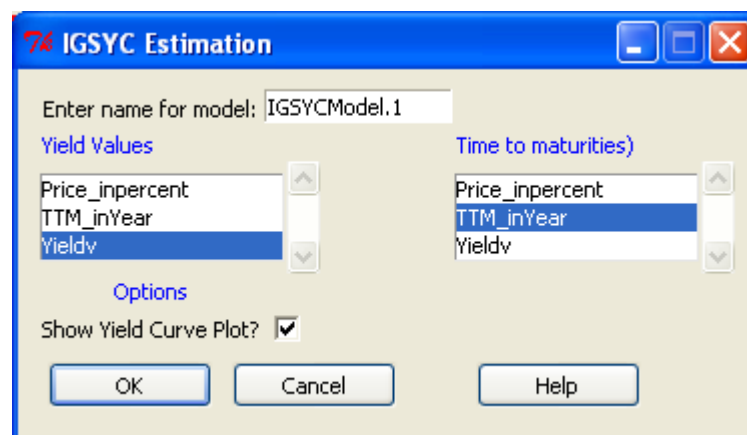 IGSYC Estimation
Enter name for model: IGSYCModel.1
Yield Values Time to maturities)
Price_inpercent Price_inpercent
TTM_inYear TTM_inYear
Yieldv Yieldv
Options
Show Yield Curve Plot?
OK Cancel Help